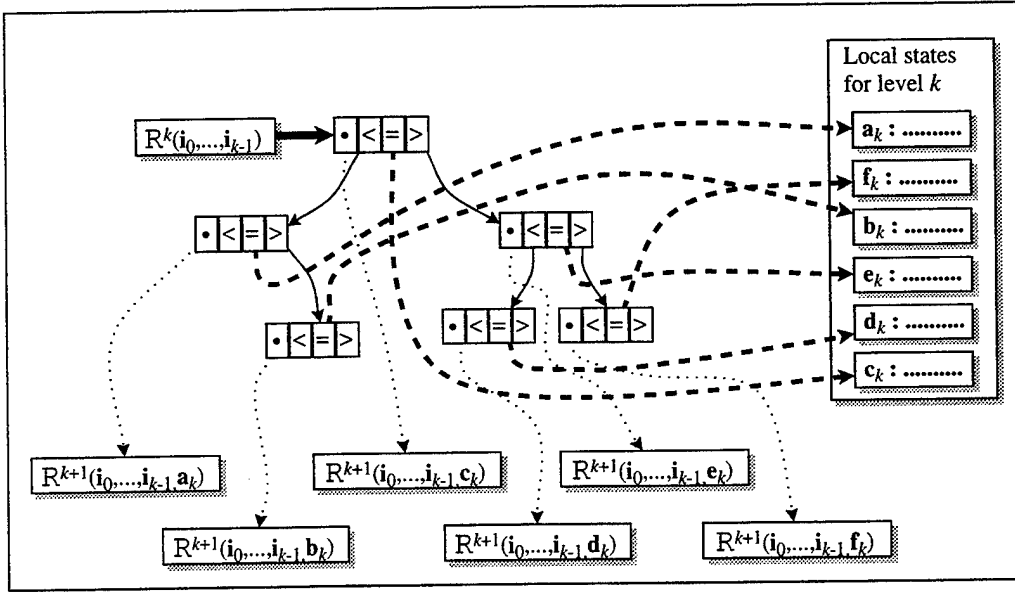 Local states
for level k
R^k(i_0,...,i_{k-1})
• < = >
a_k : ...........
f_k : ...........
• < = >
• < = >
b_k : ...........
e_k : ...........
• < = >
• < = >
• < = >
d_k : ...........
c_k : ...........
R^{k+1}(i_0,...,i_{k-1},a_k)
R^{k+1}(i_0,...,i_{k-1},c_k)
R^{k+1}(i_0,...,i_{k-1},e_k)
R^{k+1}(i_0,...,i_{k-1},b_k)
R^{k+1}(i_0,...,i_{k-1},d_k)
R^{k+1}(i_0,...,i_{k-1},f_k)